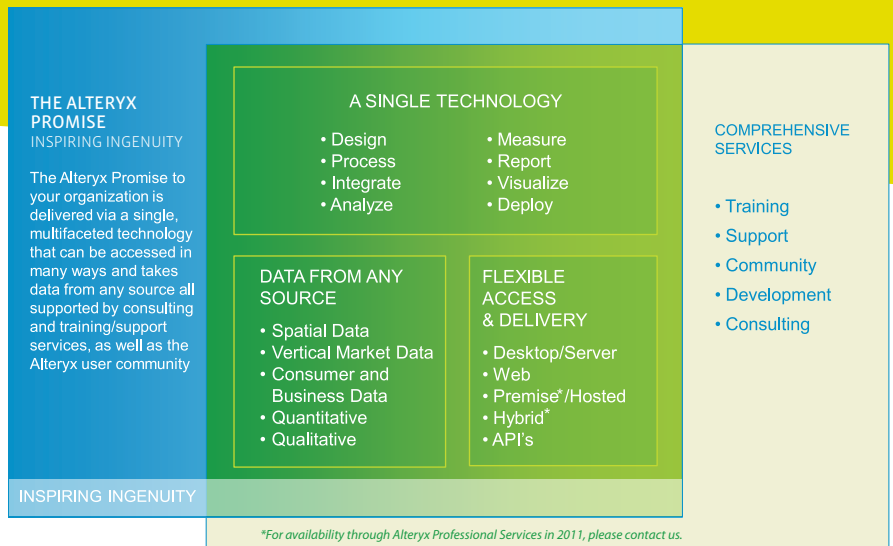 THE ALTERYX
PROMISE
INSPIRING INGENUITY
The Alteryx Promise to
your organization is
delivered via a single,
multifaceted technology
that can be accessed in
many ways and takes
data from any source all
supported by consulting
and training/support
services, as well as the
Alteryx user community
A SINGLE TECHNOLOGY
• Design
• Process
• Integrate
• Analyze
• Measure
• Report
• Visualize
• Deploy
DATA FROM ANY
SOURCE
• Spatial Data
• Vertical Market Data
• Consumer and
Business Data
• Quantitative
• Qualitative
FLEXIBLE
ACCESS
& DELIVERY
• Desktop/Server
• Web
• Premise*/Hosted
• Hybrid*
• API's
COMPREHENSIVE
SERVICES
• Training
• Support
• Community
• Development
• Consulting
INSPIRING INGENUITY
*For availability through Alteryx Professional Services in 2011, please contact us.